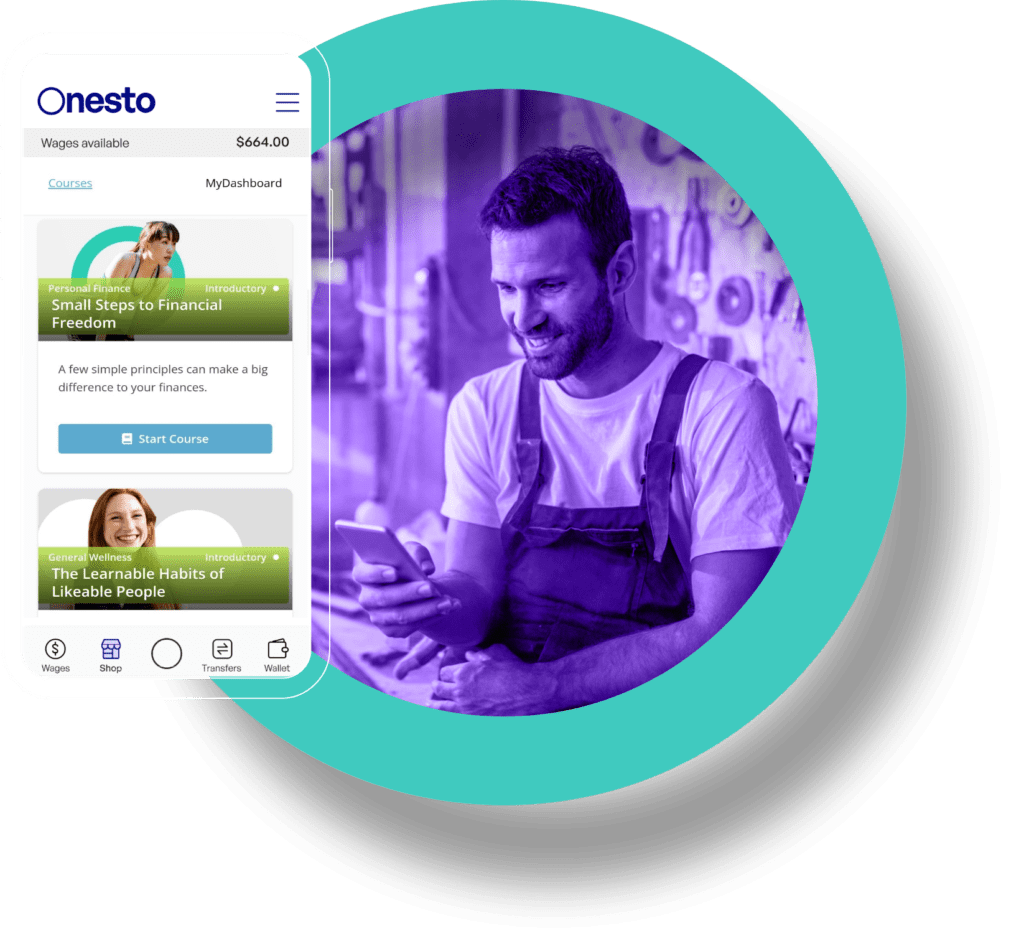 Onesto
Wages available $664.00
Courses MyDashboard
Personal Finance Introductory
Small Steps to Financial
Freedom
A few simple principles can make a big
difference to your finances.
Start Course
General Wellness Introductory
The Learnable Habits of
Likeable People
Wages Shop Transfers Wallet